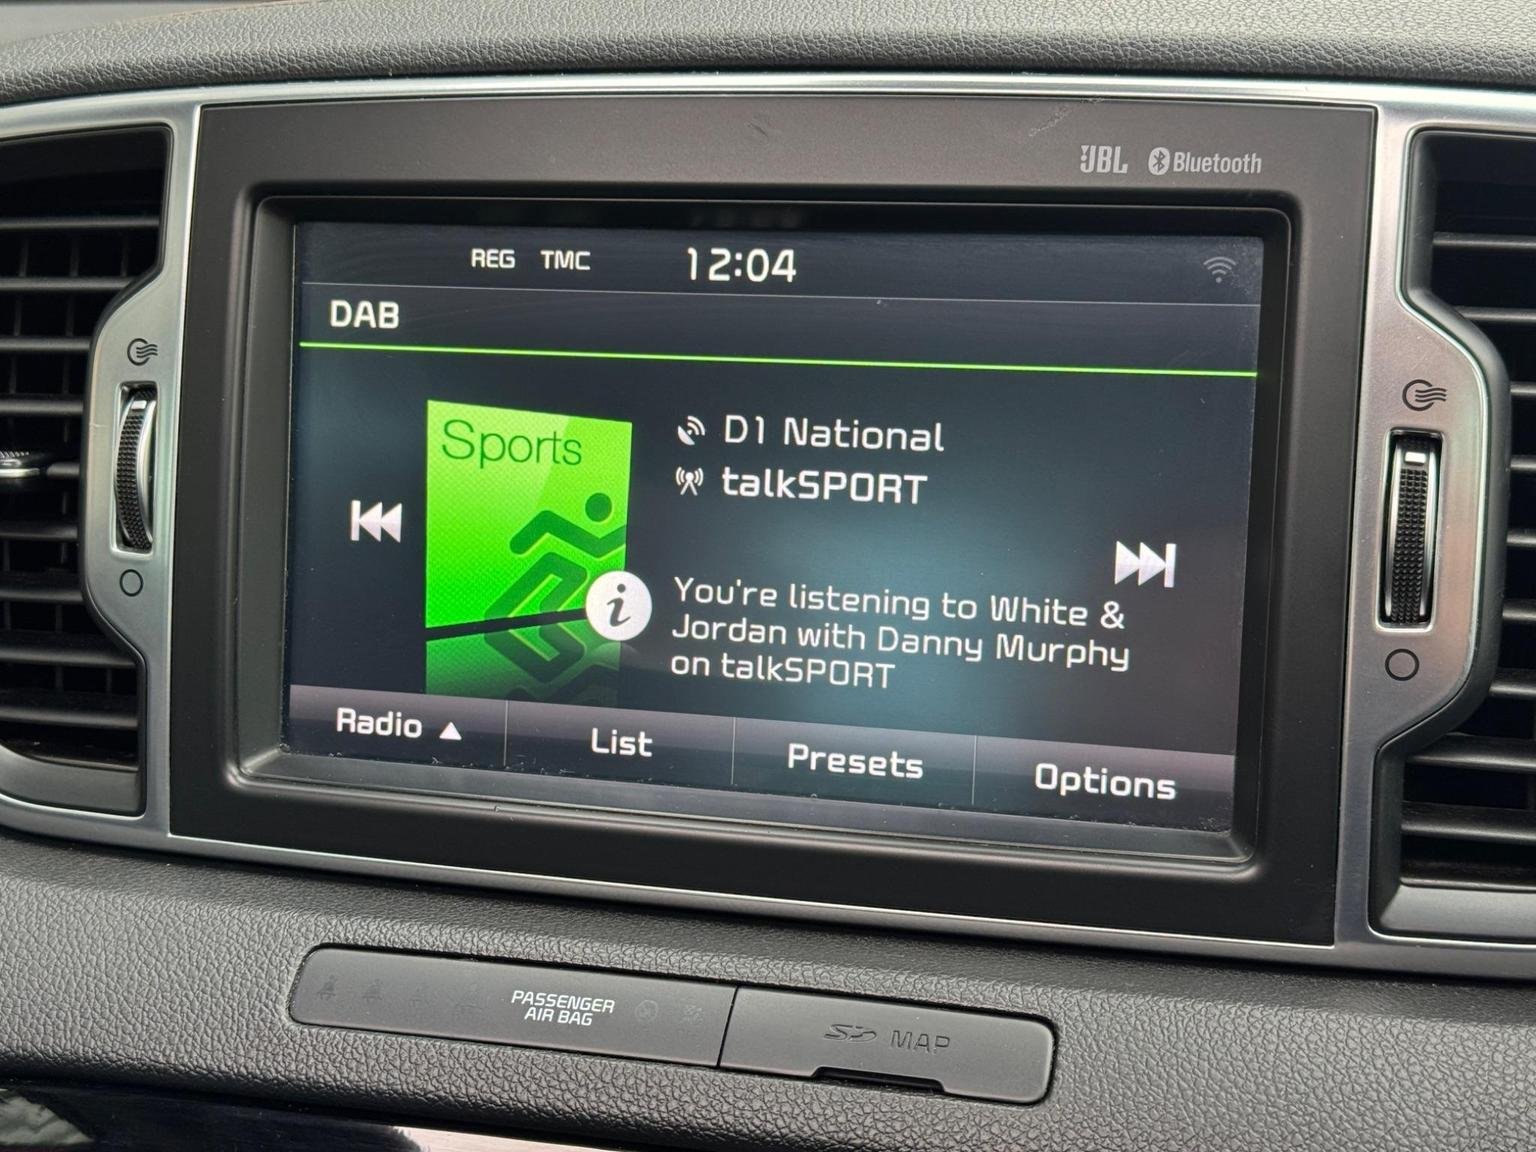 JBL Bluetooth
REG TMC 12:04
DAB
Sports
D1 National
talkSPORT
You're listening to White &
Jordan with Danny Murphy
on talkSPORT
Radio ▲ List Presets Options
PASSENGER
AIR BAG
SD MAP